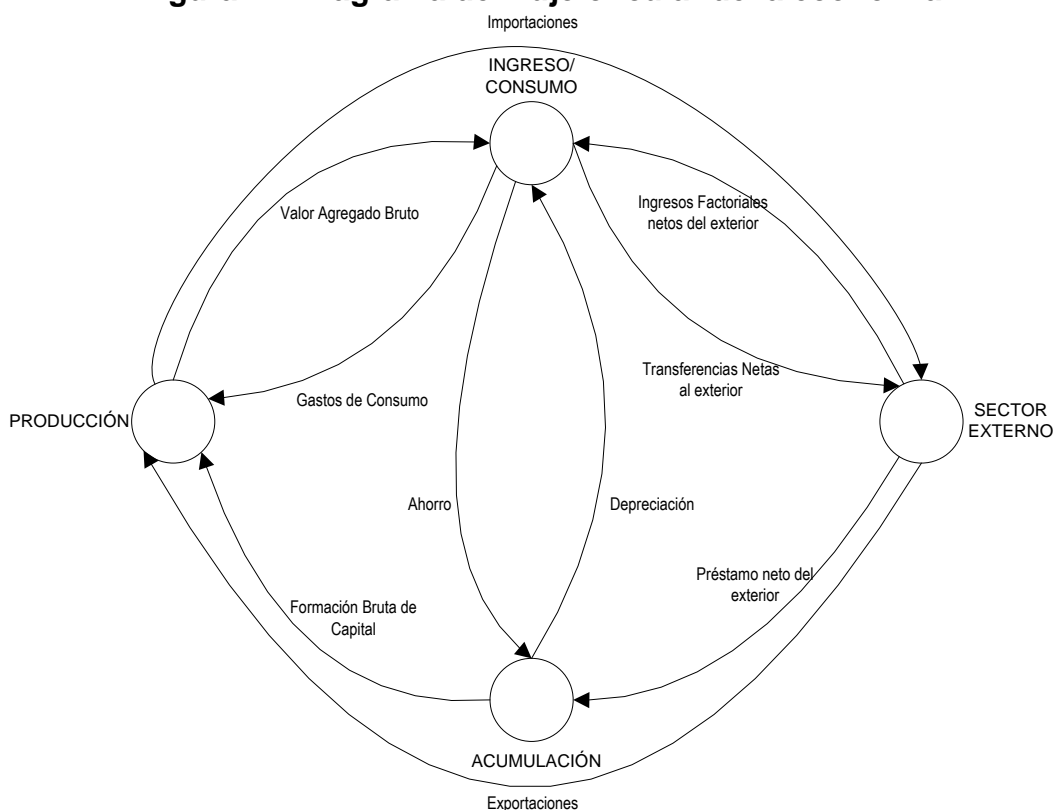 Importaciones
INGRESO/
CONSUMO
Valor Agregado Bruto
Ingresos Factoriales
netos del exterior
Transferencias Netas
al exterior
Gastos de Consumo
PRODUCCIÓN
SECTOR
EXTERNO
Ahorro
Depreciación
Préstamo neto del
exterior
Formación Bruta de
Capital
ACUMULACIÓN
Exportaciones